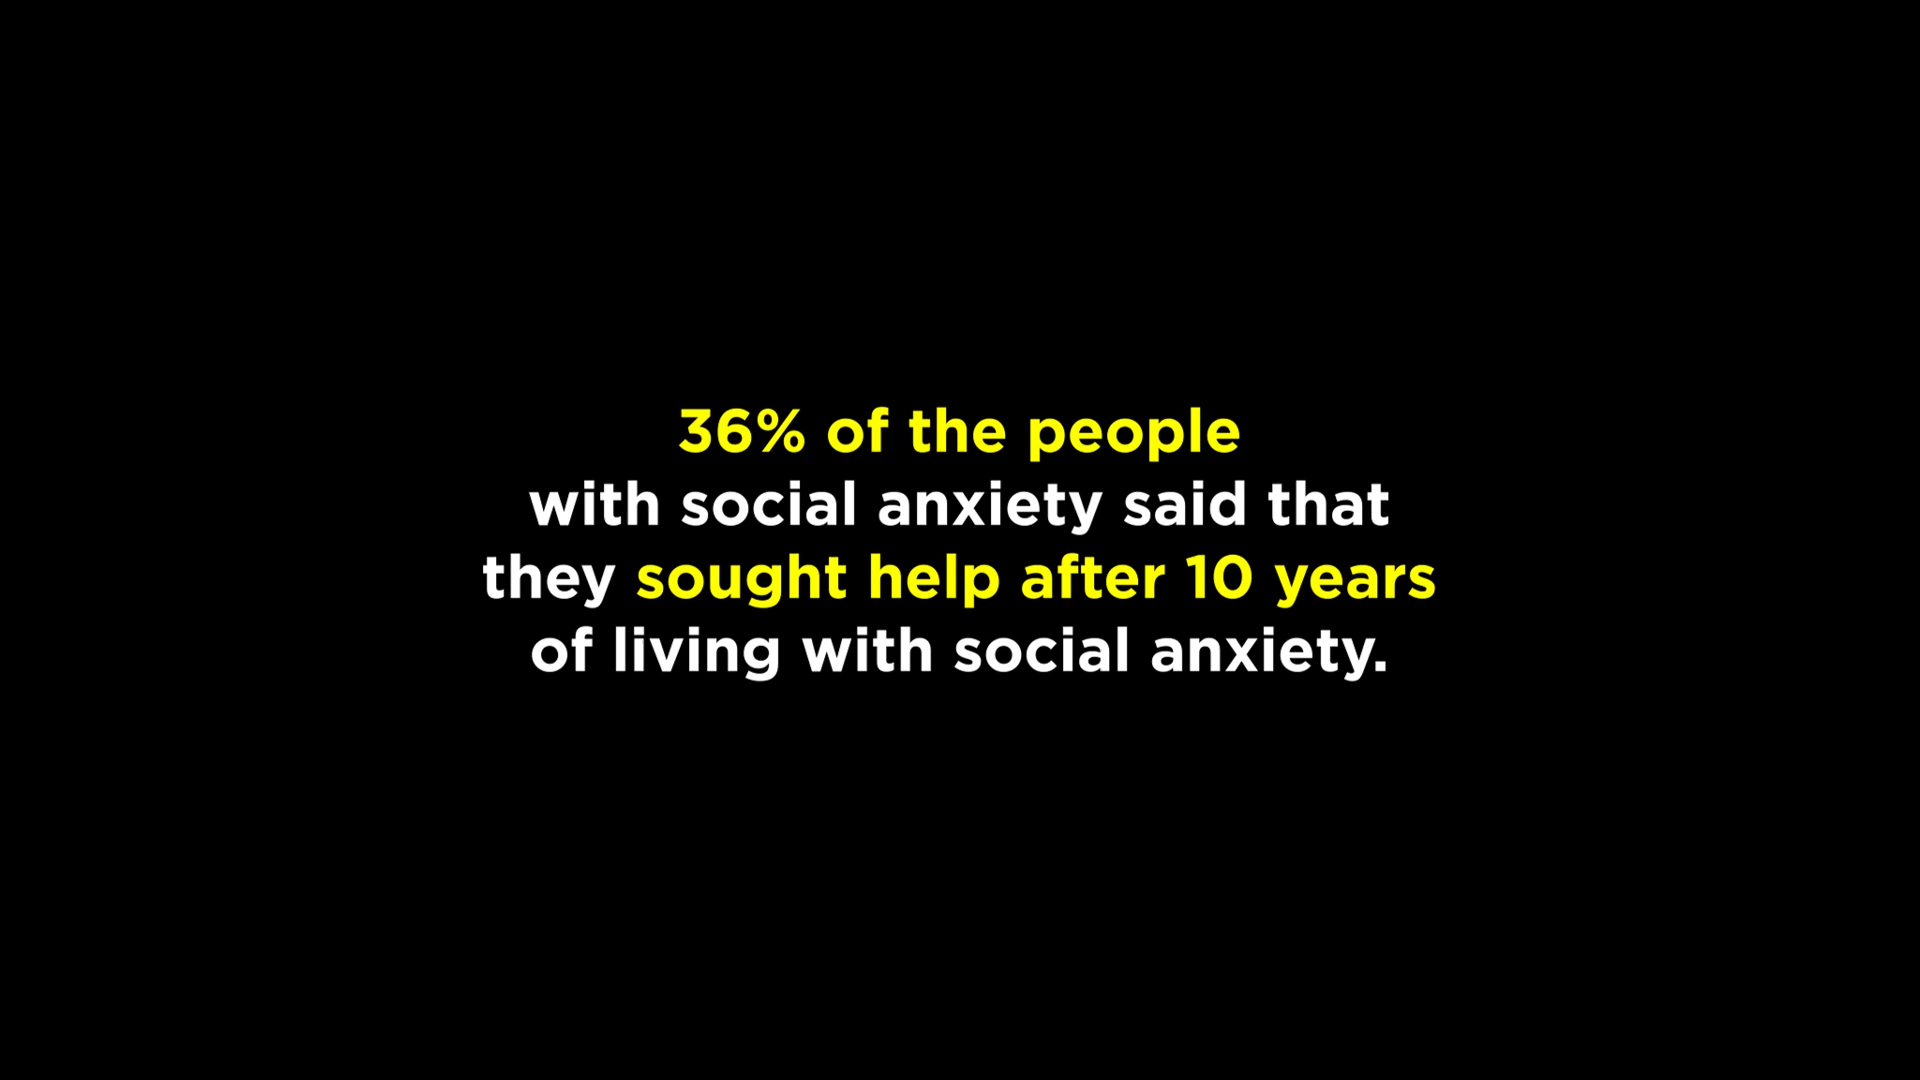 36% of the people
with social anxiety said that
they sought help after 10 years
of living with social anxiety.